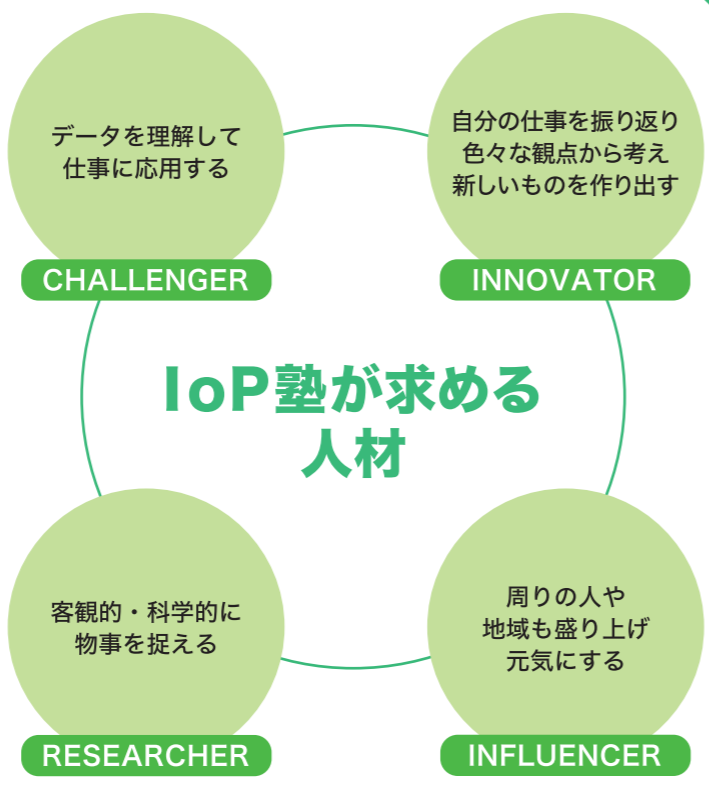 データを理解して
仕事に応用する
CHALLENGER
自分の仕事を振り返り
色々な観点から考え
新しいものを作り出す
INNOVATOR
IoP塾が求める
人材
客観的・科学的に
物事を捉える
RESEARCHER
周りの人や
地域も盛り上げ
元気にする
INFLUENCER